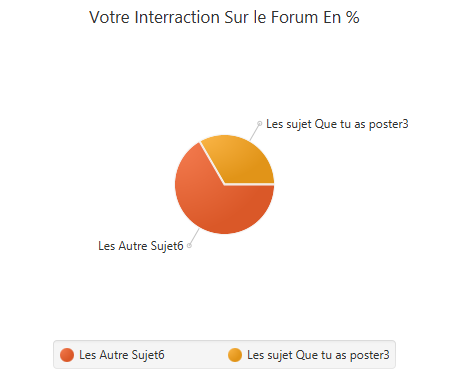 Votre Interraction Sur le Forum En %
Les sujet Que tu as poster3
Les Autre Sujet6
Les Autre Sujet6
Les sujet Que tu as poster3